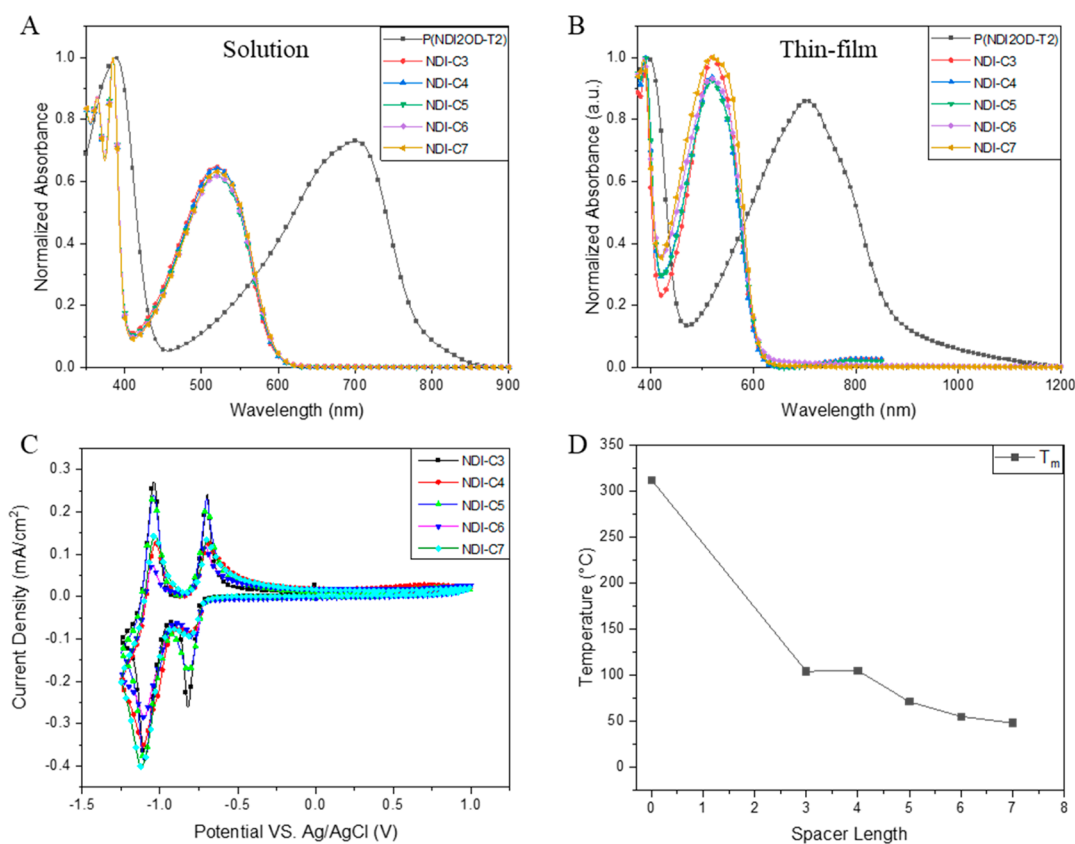 A
Solution
P(NDI2OD-T2)
NDI-C3
NDI-C4
NDI-C5
NDI-C6
NDI-C7
1.0
0.8
0.6
0.4
0.2
0.0
Normalized Absorbance
400 500 600 700 800 900
Wavelength (nm)
B
Thin-film
P(NDI2OD-T2)
NDI-C3
NDI-C4
NDI-C5
NDI-C6
NDI-C7
1.0
0.8
0.6
0.4
0.2
0.0
Normalized Absorbance (a.u.)
400 600 800 1000 1200
Wavelength (nm)
C
NDI-C3
NDI-C4
NDI-C5
NDI-C6
NDI-C7
0.3
0.2
0.1
0.0
-0.1
-0.2
-0.3
-0.4
Current Density (mA/cm²)
-1.5 -1.0 -0.5 0.0 0.5 1.0
Potential VS. Ag/AgCl (V)
D
Tm
350
300
250
200
150
100
50
0
Temperature (°C)
0 1 2 3 4 5 6 7 8
Spacer Length